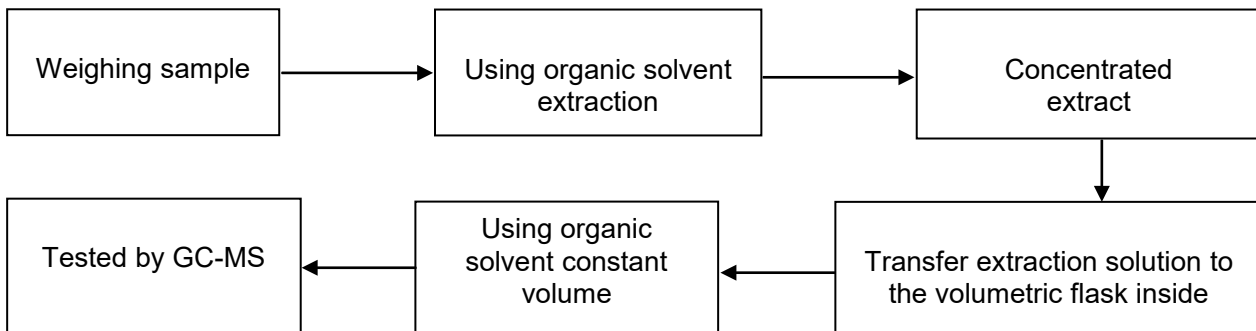 Weighing sample
Using organic solvent
extraction
Concentrated
extract
Transfer extraction solution to
the volumetric flask inside
Using organic
solvent constant
volume
Tested by GC-MS